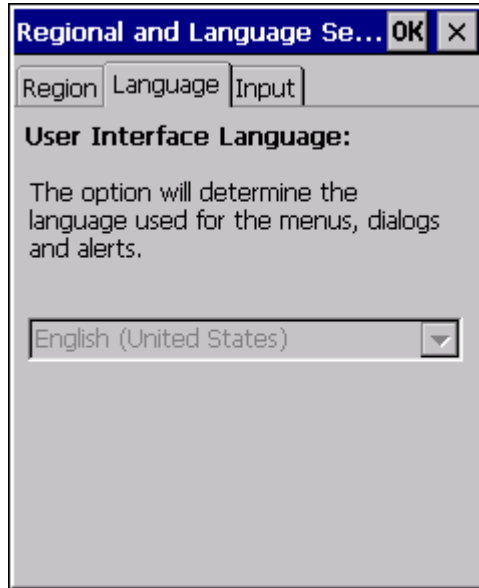 Regional and Language Se... OK ×
Region Language Input
User Interface Language:
The option will determine the
language used for the menus, dialogs
and alerts.
English (United States)